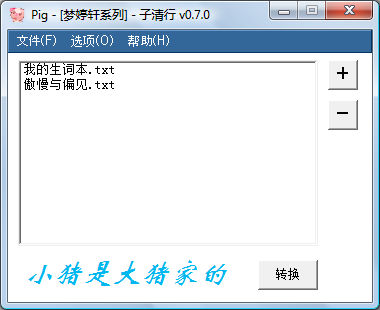 Pig - [梦婷轩系列] - 子清行 v0.7.0
文件(F) 选项(O) 帮助(H)
我的生词本.txt
傲慢与偏见.txt
+
-
小猪是大猪家的
转换